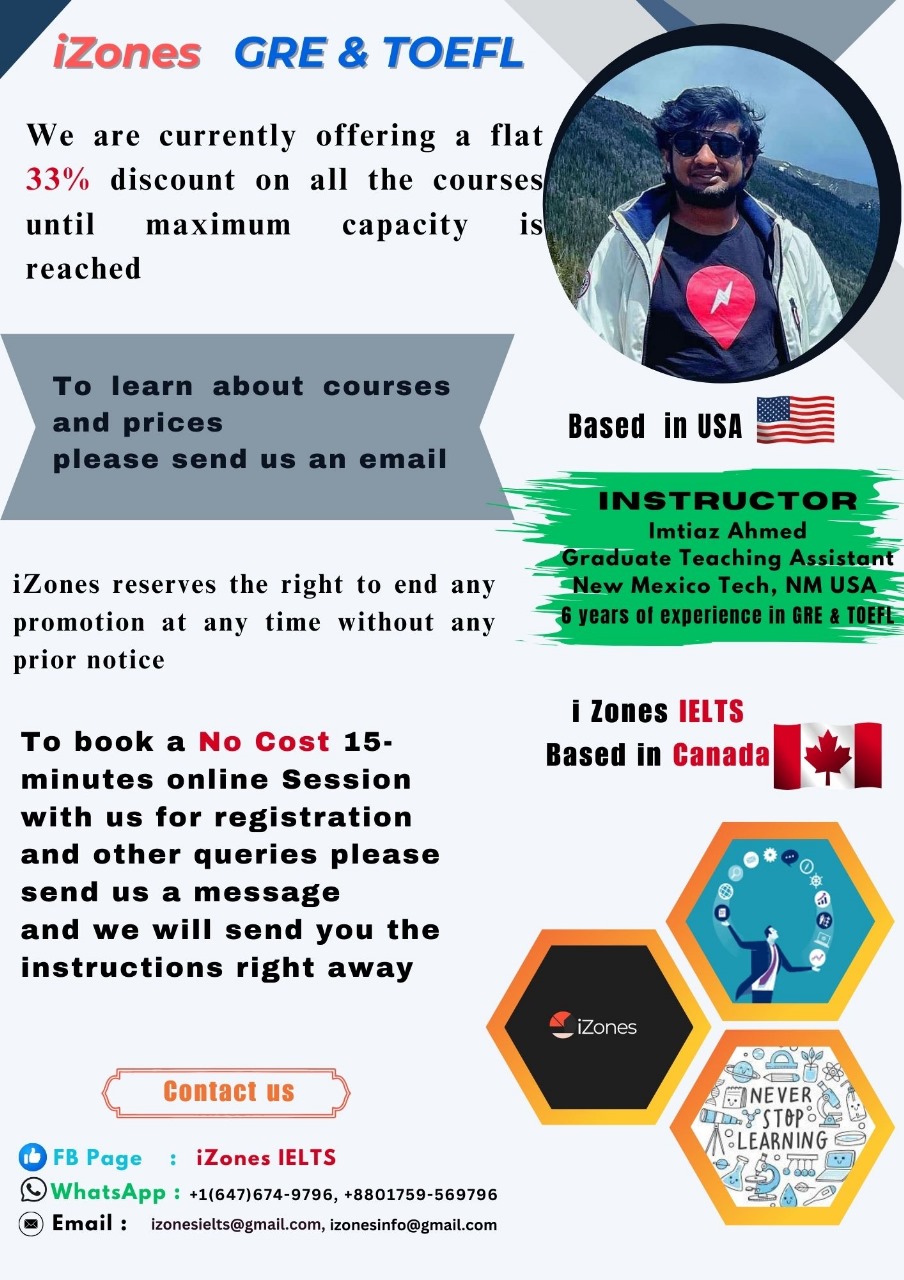 iZones GRE & TOEFL
We are currently offering a flat
33% discount on all the courses
until maximum capacity is
reached
To learn about courses
and prices
please send us an email
Based in USA
INSTRUCTOR
Imtiaz Ahmed
Graduate Teaching Assistant
New Mexico Tech, NM USA
6 years of experience in GRE & TOEFL
iZones reserves the right to end any
promotion at any time without any
prior notice
i Zones IELTS
Based in Canada
To book a No Cost 15-
minutes online Session
with us for registration
and other queries please
send us a message
and we will send you the
instructions right away
iZones
NEVER
STOP
LEARNING
Contact us
FB Page : iZones IELTS
WhatsApp : +1(647)674-9796, +8801759-569796
Email : izonesielts@gmail.com, izonesinfo@gmail.com